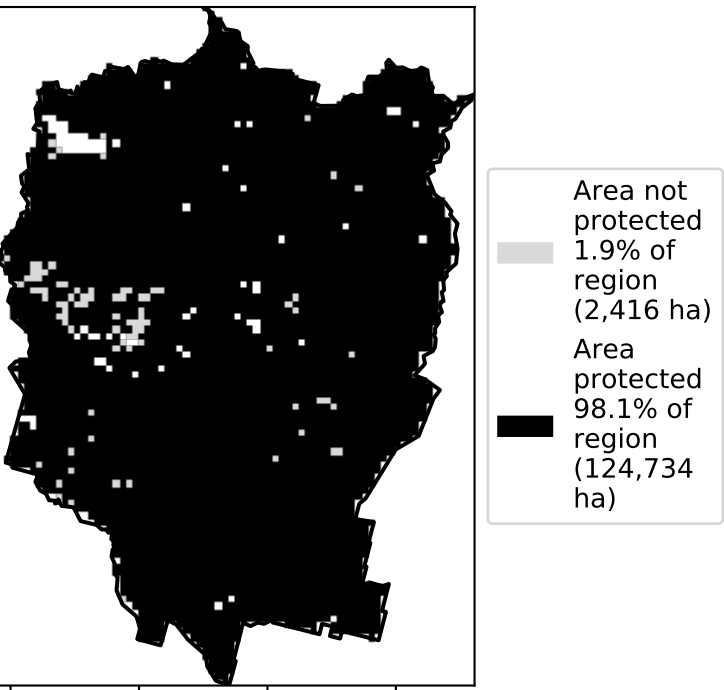 Area not
protected
1.9% of
region
(2,416 ha)
Area
protected
98.1% of
region
(124,734
ha)